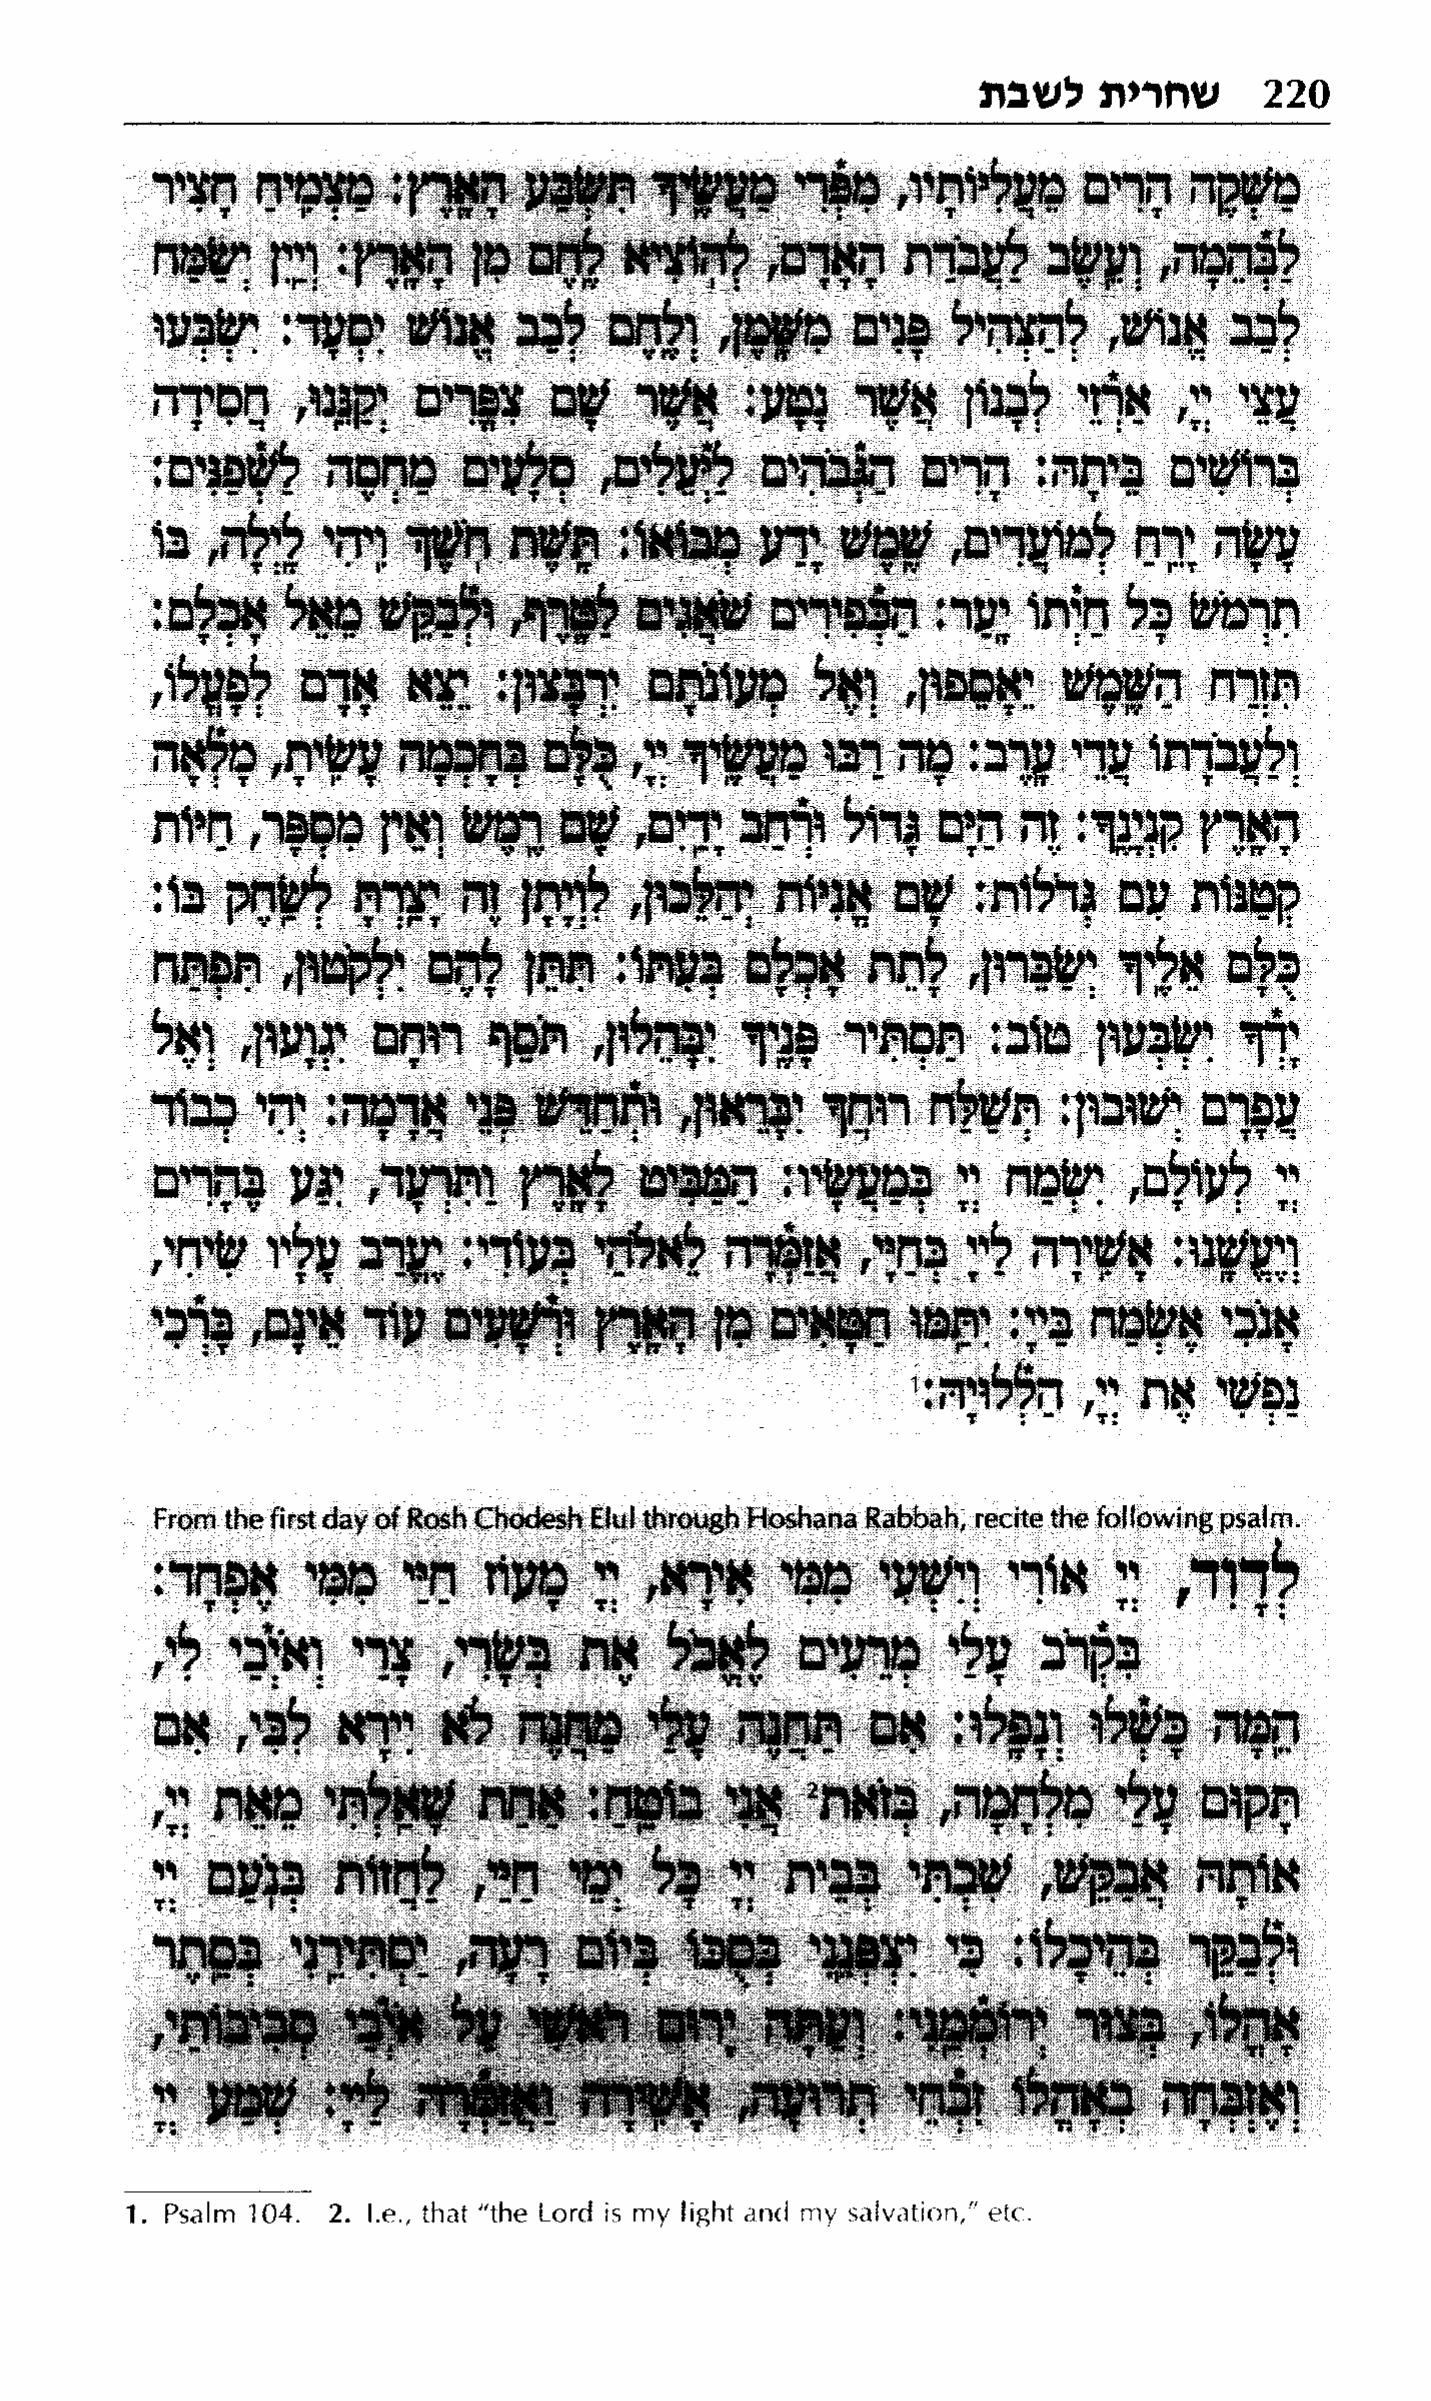 220 שחרית לשבת
מַשְׁקֶה הָרִים מֵעֲלִיּוֹתָיו, מִפְּרִי מַעֲשֶׂיךָ תִּשְׂבַּע הָאָרֶץ: מַצְמִיחַ חָצִיר
לַבְּהֵמָה, וְעֵשֶׂב לַעֲבֹדַת הָאָדָם, לְהוֹצִיא לֶחֶם מִן הָאָרֶץ: וְיַיִן יְשַׂמַּח
לְבַב אֱנוֹשׁ, לְהַצְהִיל פָּנִים מִשָּׁמֶן, וְלֶחֶם לְבַב אֱנוֹשׁ יִסְעָד: יִשְׂבְּעוּ
עֲצֵי יְיָ, אַרְזֵי לְבָנוֹן אֲשֶׁר נָטָע: אֲשֶׁר שָׁם צִפֳּרִים יְקַנֵּנוּ, חֲסִידָה
בְּרוֹשִׁים בֵּיתָהּ: הָרִים הַגְּבֹהִים לַיְּעֵלִים, סְלָעִים מַחְסֶה לַשְׁפַנִּים:
עָשָׂה יָרֵחַ לְמוֹעֲדִים, שֶׁמֶשׁ יָדַע מְבוֹאוֹ: תָּשֶׁת חֹשֶׁךְ וִיהִי לָיְלָה, בּוֹ
תִרְמֹשׂ כָּל חַיְתוֹ יָעַר: הַכְּפִירִים שֹׁאֲגִים לַטָּרֶף, וּלְבַקֵּשׁ מֵאֵל אָכְלָם:
תִּזְרַח הַשֶּׁמֶשׁ יֵאָסֵפוּן, וְאֶל מְעוֹנֹתָם יִרְבָּצוּן: יֵצֵא אָדָם לְפָעֳלוֹ,
וְלַעֲבֹדָתוֹ עֲדֵי עָרֶב: מָה רַבּוּ מַעֲשֶׂיךָ יְיָ, כֻּלָּם בְּחָכְמָה עָשִׂיתָ, מָלְאָה
הָאָרֶץ קִנְיָנֶךָ: זֶה הַיָּם גָּדוֹל וּרְחַב יָדָיִם, שָׁם רֶמֶשׂ וְאֵין מִסְפָּר, חַיּוֹת
קְטַנּוֹת עִם גְּדֹלוֹת: שָׁם אֳנִיּוֹת יְהַלֵּכוּן, לִוְיָתָן זֶה יָצַרְתָּ לְשַׂחֶק בּוֹ:
כֻּלָּם אֵלֶיךָ יְשַׂבֵּרוּן, לָתֵת אָכְלָם בְּעִתּוֹ: תִּתֵּן לָהֶם יִלְקֹטוּן, תִּפְתַּח
יָדְךָ יִשְׂבְּעוּן טוֹב: תַּסְתִּיר פָּנֶיךָ יִבָּהֵלוּן, תֹּסֵף רוּחָם יִגְוָעוּן, וְאֶל
עֲפָרָם יְשׁוּבוּן: תְּשַׁלַּח רוּחֲךָ יִבָּרֵאוּן, וּתְחַדֵּשׁ פְּנֵי אֲדָמָה: יְהִי כְבוֹד
יְיָ לְעוֹלָם, יִשְׂמַח יְיָ בְּמַעֲשָׂיו: הַמַּבִּיט לָאָרֶץ וַתִּרְעָד, יִגַּע בֶּהָרִים
וְיֶעֱשָׁנוּ: אָשִׁירָה לַייָ בְּחַיָּי, אֲזַמְּרָה לֵאלֹהַי בְּעוֹדִי: יֶעֱרַב עָלָיו שִׂיחִי,
אָנֹכִי אֶשְׂמַח בַּייָ: יִתַּמּוּ חַטָּאִים מִן הָאָרֶץ וּרְשָׁעִים עוֹד אֵינָם, בָּרְכִי
נַפְשִׁי אֶת יְיָ, הַלְלוּיָהּ:1
From the first day of Rosh Chodesh Elul through Hoshana Rabbah, recite the following psalm.
לְדָוִד, יְיָ אוֹרִי וְיִשְׁעִי מִמִּי אִירָא, יְיָ מָעוֹז חַיַּי מִמִּי אֶפְחָד:
בִּקְרֹב עָלַי מְרֵעִים לֶאֱכֹל אֶת בְּשָׂרִי, צָרַי וְאֹיְבַי לִי,
הֵמָּה כָּשְׁלוּ וְנָפָלוּ: אִם תַּחֲנֶה עָלַי מַחֲנֶה לֹא יִירָא לִבִּי, אִם
תָּקוּם עָלַי מִלְחָמָה, בְּזֹאת2 אֲנִי בוֹטֵחַ: אַחַת שָׁאַלְתִּי מֵאֵת יְיָ,
אוֹתָהּ אֲבַקֵּשׁ, שִׁבְתִּי בְּבֵית יְיָ כָּל יְמֵי חַיַּי, לַחֲזוֹת בְּנֹעַם יְיָ
וּלְבַקֵּר בְּהֵיכָלוֹ: כִּי יִצְפְּנֵנִי בְּסֻכּוֹ בְּיוֹם רָעָה, יַסְתִּירֵנִי בְּסֵתֶר
אָהֳלוֹ, בְּצוּר יְרוֹמְמֵנִי: וְעַתָּה יָרוּם רֹאשִׁי עַל אֹיְבַי סְבִיבוֹתַי,
וְאֶזְבְּחָה בְאָהֳלוֹ זִבְחֵי תְרוּעָה, אָשִׁירָה וַאֲזַמְּרָה לַייָ: שְׁמַע יְיָ
1. Psalm 104. 2. I.e., that "the Lord is my light and my salvation," etc.